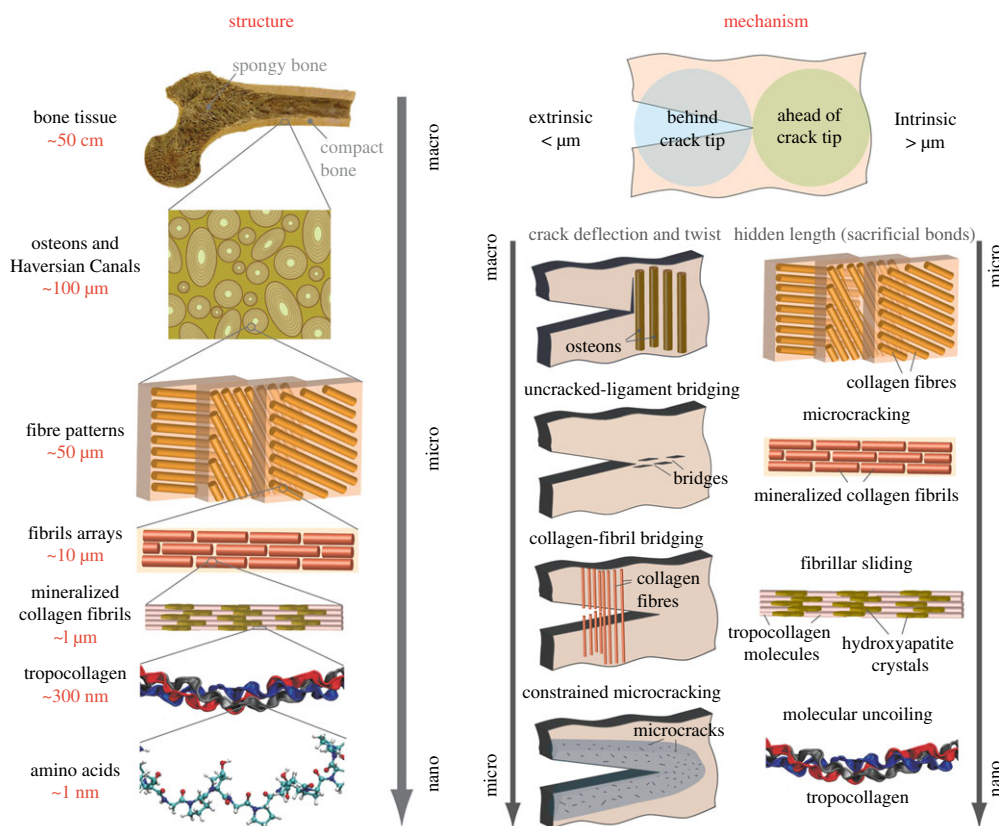 structure
spongy bone
bone tissue
~50 cm
compact
bone
macro
osteons and
Haversian Canals
~100 µm
fibre patterns
~50 µm
micro
fibrils arrays
~10 µm
mineralized
collagen fibrils
~1 µm
tropocollagen
~300 nm
amino acids
~1 nm
nano
mechanism
extrinsic
< µm
behind
crack tip
ahead of
crack tip
Intrinsic
> µm
macro
crack deflection and twist
osteons
uncracked-ligament bridging
bridges
collagen-fibril bridging
collagen
fibres
constrained microcracking
microcracks
micro
hidden length (sacrificial bonds)
micro
collagen fibres
microcracking
mineralized collagen fibrils
fibrillar sliding
tropocollagen
molecules
hydroxyapatite
crystals
molecular uncoiling
tropocollagen
nano